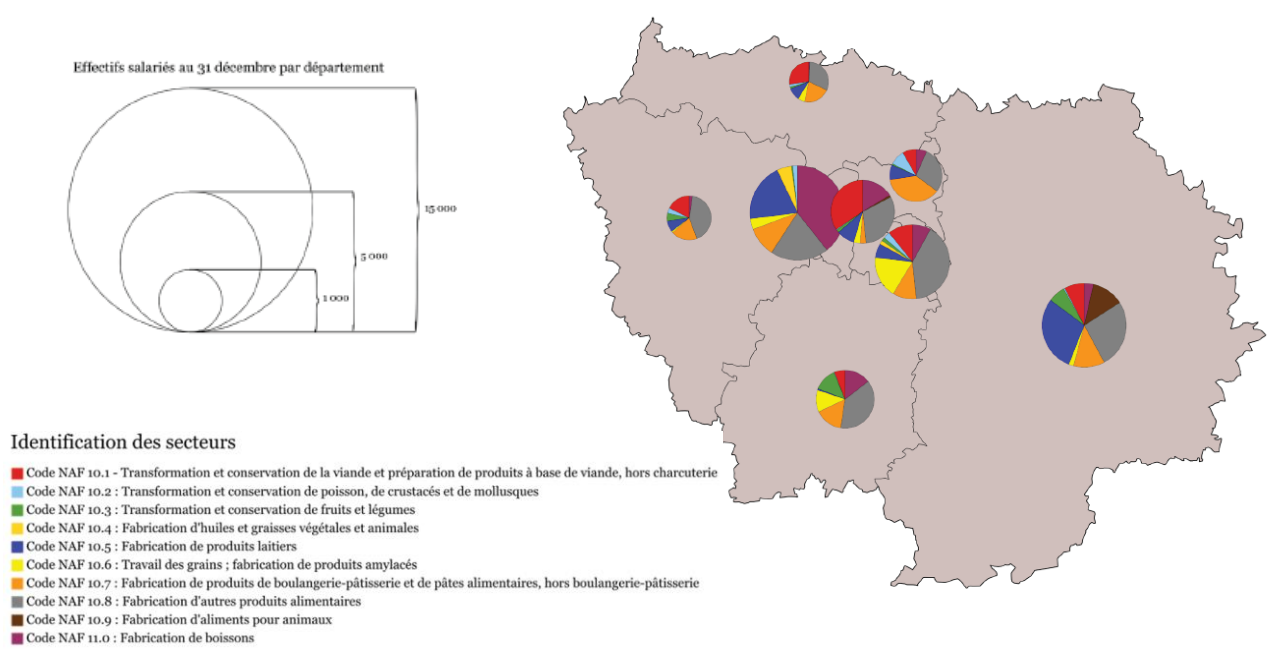 Effectifs salariés au 31 décembre par département
15 000
5 000
1 000
Identification des secteurs
Code NAF 10.1 - Transformation et conservation de la viande et préparation de produits à base de viande, hors charcuterie
Code NAF 10.2 : Transformation et conservation de poisson, de crustacés et de mollusques
Code NAF 10.3 : Transformation et conservation de fruits et légumes
Code NAF 10.4 : Fabrication d'huiles et graisses végétales et animales
Code NAF 10.5 : Fabrication de produits laitiers
Code NAF 10.6 : Travail des grains ; fabrication de produits amylacés
Code NAF 10.7 : Fabrication de produits de boulangerie-pâtisserie et de pâtes alimentaires, hors boulangerie-pâtisserie
Code NAF 10.8 : Fabrication d'autres produits alimentaires
Code NAF 10.9 : Fabrication d'aliments pour animaux
Code NAF 11.0 : Fabrication de boissons